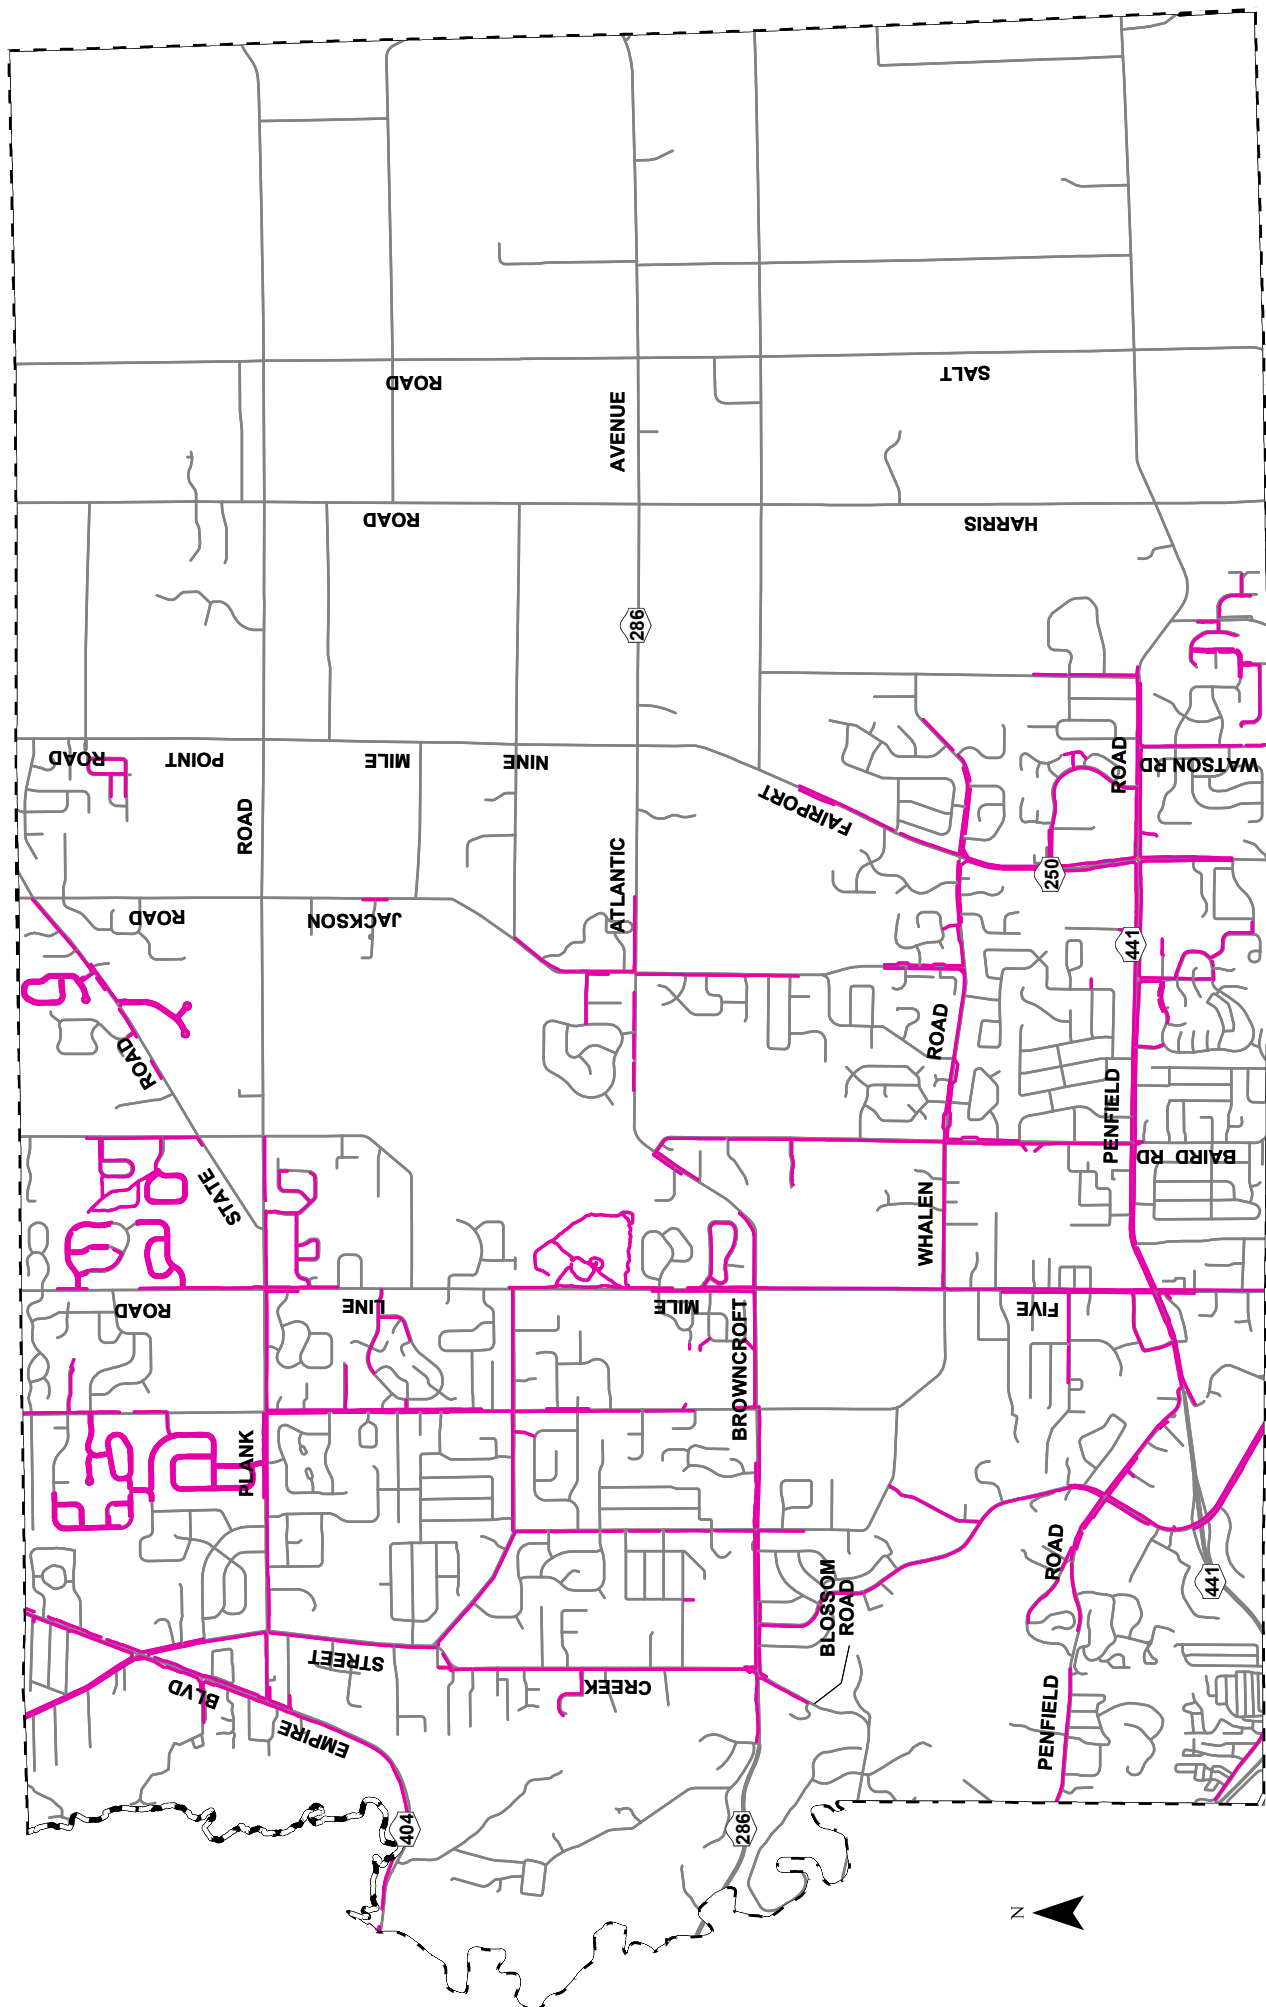 ROAD
SALT
AVENUE
ROAD
HARRIS
286
ROAD
POINT
MILE
NINE
ROAD
WATSON RD
ROAD
FAIRPORT
250
ATLANTIC
ROAD
JACKSON
441
ROAD
ROAD
PENFIELD
BAIRD RD
STATE
WHALEN
ROAD
LINE
MILE
FIVE
BROWNCROFT
PLANK
ROAD
BLOSSOM
ROAD
441
STREET
CREEK
BLVD
EMPIRE
PENFIELD
404
286
N